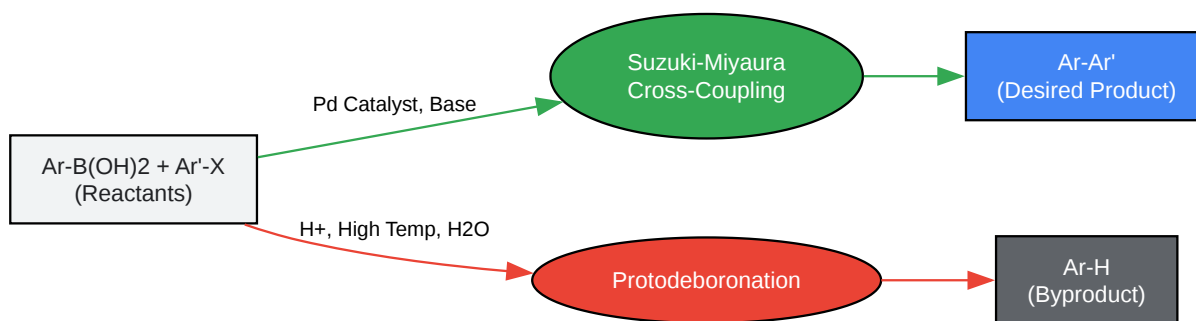 Ar-B(OH)2 + Ar'-X
(Reactants)
Pd Catalyst, Base
Suzuki-Miyaura
Cross-Coupling
Ar-Ar'
(Desired Product)
H+, High Temp, H2O
Protodeboronation
Ar-H
(Byproduct)